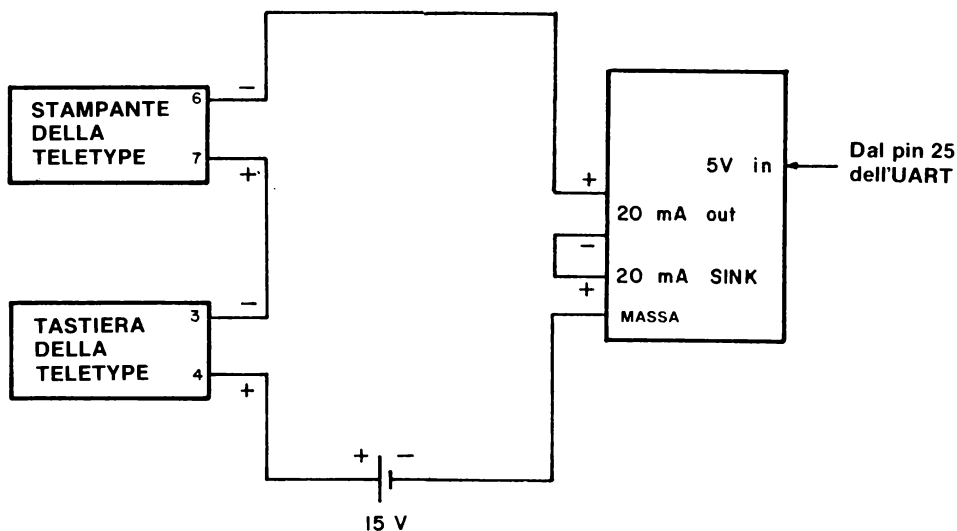 STAMPANTE
DELLA
TELETYPE
6
7
−
+
TASTIERA
DELLA
TELETYPE
3
4
−
+
+ −
15 V
+
20 mA out
−
20 mA SINK
+
MASSA
5V in
Dal pin 25
dell'UART